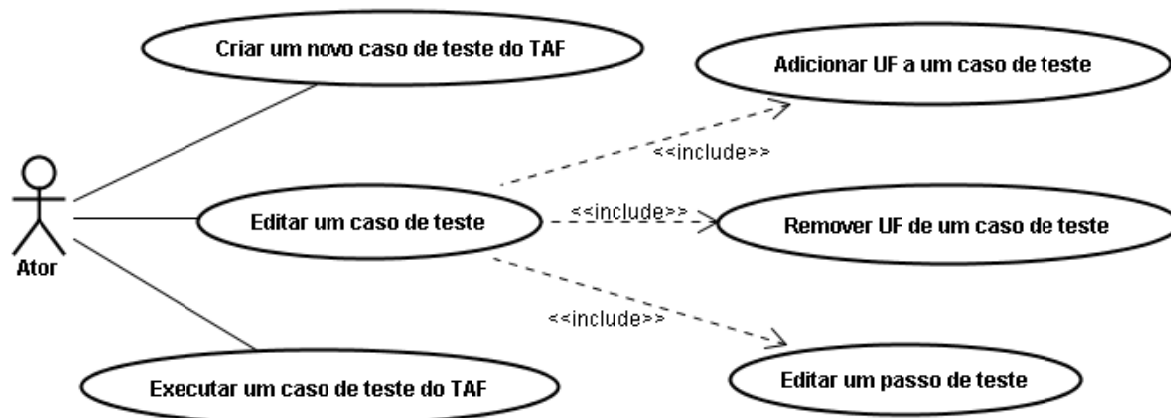 Criar um novo caso de teste do TAF
Adicionar UF a um caso de teste
<<include>>
Editar um caso de teste
<<include>>
Remover UF de um caso de teste
Ator
<<include>>
Executar um caso de teste do TAF
Editar um passo de teste